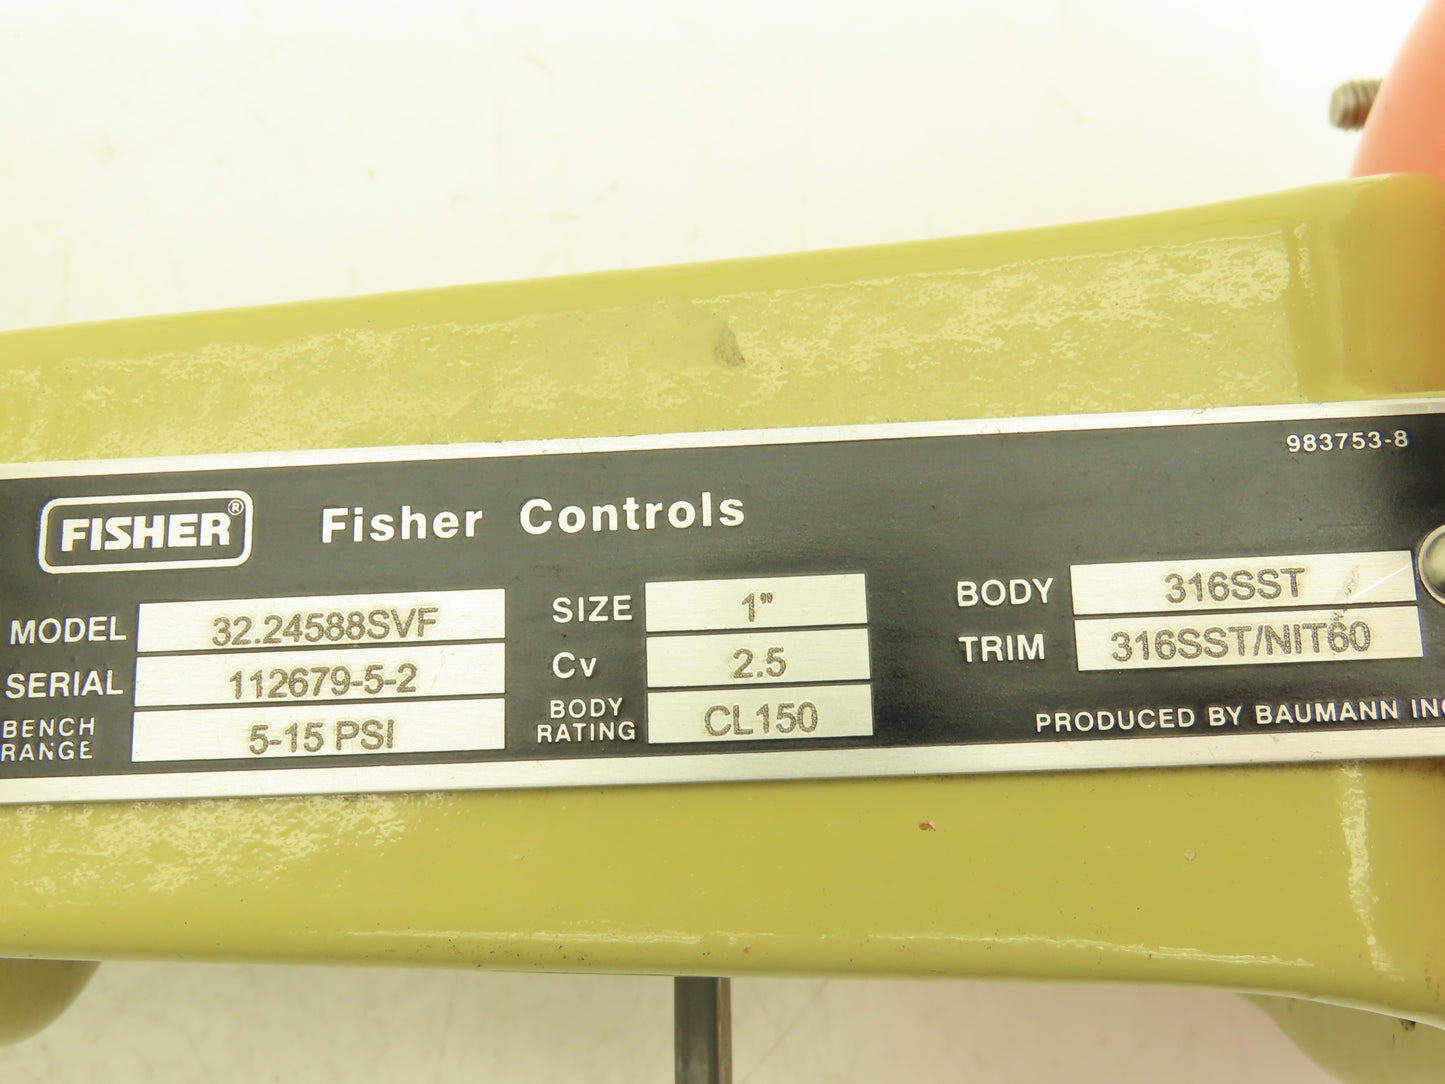 983753-8
FISHER®
Fisher Controls
MODEL 32.24588SVF
SERIAL 112679-5-2
BENCH RANGE 5-15 PSI
SIZE 1"
Cv 2.5
BODY RATING CL150
BODY 316SST
TRIM 316SST/NIT60
PRODUCED BY BAUMANN INC